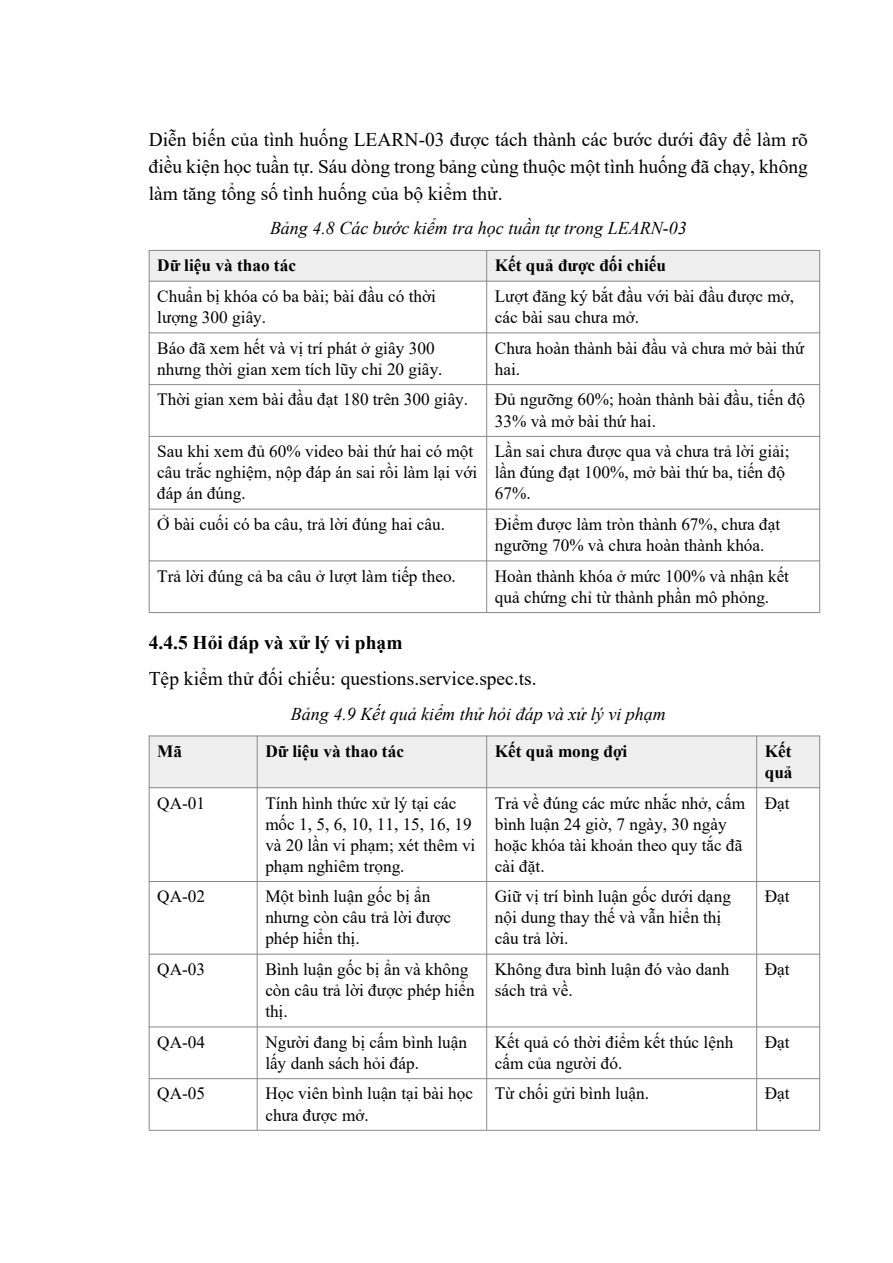 Diễn biến của tình huống LEARN-03 được tách thành các bước dưới đây để làm rõ
điều kiện học tuần tự. Sáu dòng trong bảng cùng thuộc một tình huống đã chạy, không
làm tăng tổng số tình huống của bộ kiểm thử.
Bảng 4.8 Các bước kiểm tra học tuần tự trong LEARN-03
Dữ liệu và thao tác
Kết quả được đối chiếu
Chuẩn bị khóa có ba bài; bài đầu có thời
lượng 300 giây.
Lượt đăng ký bắt đầu với bài đầu được mở,
các bài sau chưa mở.
Báo đã xem hết và vị trí phát ở giây 300
nhưng thời gian xem tích lũy chỉ 20 giây.
Chưa hoàn thành bài đầu và chưa mở bài thứ
hai.
Thời gian xem bài đầu đạt 180 trên 300 giây.
Đủ ngưỡng 60%; hoàn thành bài đầu, tiến độ
33% và mở bài thứ hai.
Sau khi xem đủ 60% video bài thứ hai có một
câu trắc nghiệm, nộp đáp án sai rồi làm lại với
đáp án đúng.
Lần sai chưa được qua và chưa trả lời giải;
lần đúng đạt 100%, mở bài thứ ba, tiến độ
67%.
Ở bài cuối có ba câu, trả lời đúng hai câu.
Điểm được làm tròn thành 67%, chưa đạt
ngưỡng 70% và chưa hoàn thành khóa.
Trả lời đúng cả ba câu ở lượt làm tiếp theo.
Hoàn thành khóa ở mức 100% và nhận kết
quả chứng chỉ từ thành phần mô phỏng.
4.4.5 Hỏi đáp và xử lý vi phạm
Tệp kiểm thử đối chiếu: questions.service.spec.ts.
Bảng 4.9 Kết quả kiểm thử hỏi đáp và xử lý vi phạm
Mã
Dữ liệu và thao tác
Kết quả mong đợi
Kết
quả
QA-01
Tính hình thức xử lý tại các
mốc 1, 5, 6, 10, 11, 15, 16, 19
và 20 lần vi phạm; xét thêm vi
phạm nghiêm trọng.
Trả về đúng các mức nhắc nhở, cấm
bình luận 24 giờ, 7 ngày, 30 ngày
hoặc khóa tài khoản theo quy tắc đã
cài đặt.
Đạt
QA-02
Một bình luận gốc bị ẩn
nhưng còn câu trả lời được
phép hiển thị.
Giữ vị trí bình luận gốc dưới dạng
nội dung thay thế và vẫn hiển thị
câu trả lời.
Đạt
QA-03
Bình luận gốc bị ẩn và không
còn câu trả lời được phép hiển
thị.
Không đưa bình luận đó vào danh
sách trả về.
Đạt
QA-04
Người đang bị cấm bình luận
lấy danh sách hỏi đáp.
Kết quả có thời điểm kết thúc lệnh
cấm của người đó.
Đạt
QA-05
Học viên bình luận tại bài học
chưa được mở.
Từ chối gửi bình luận.
Đạt